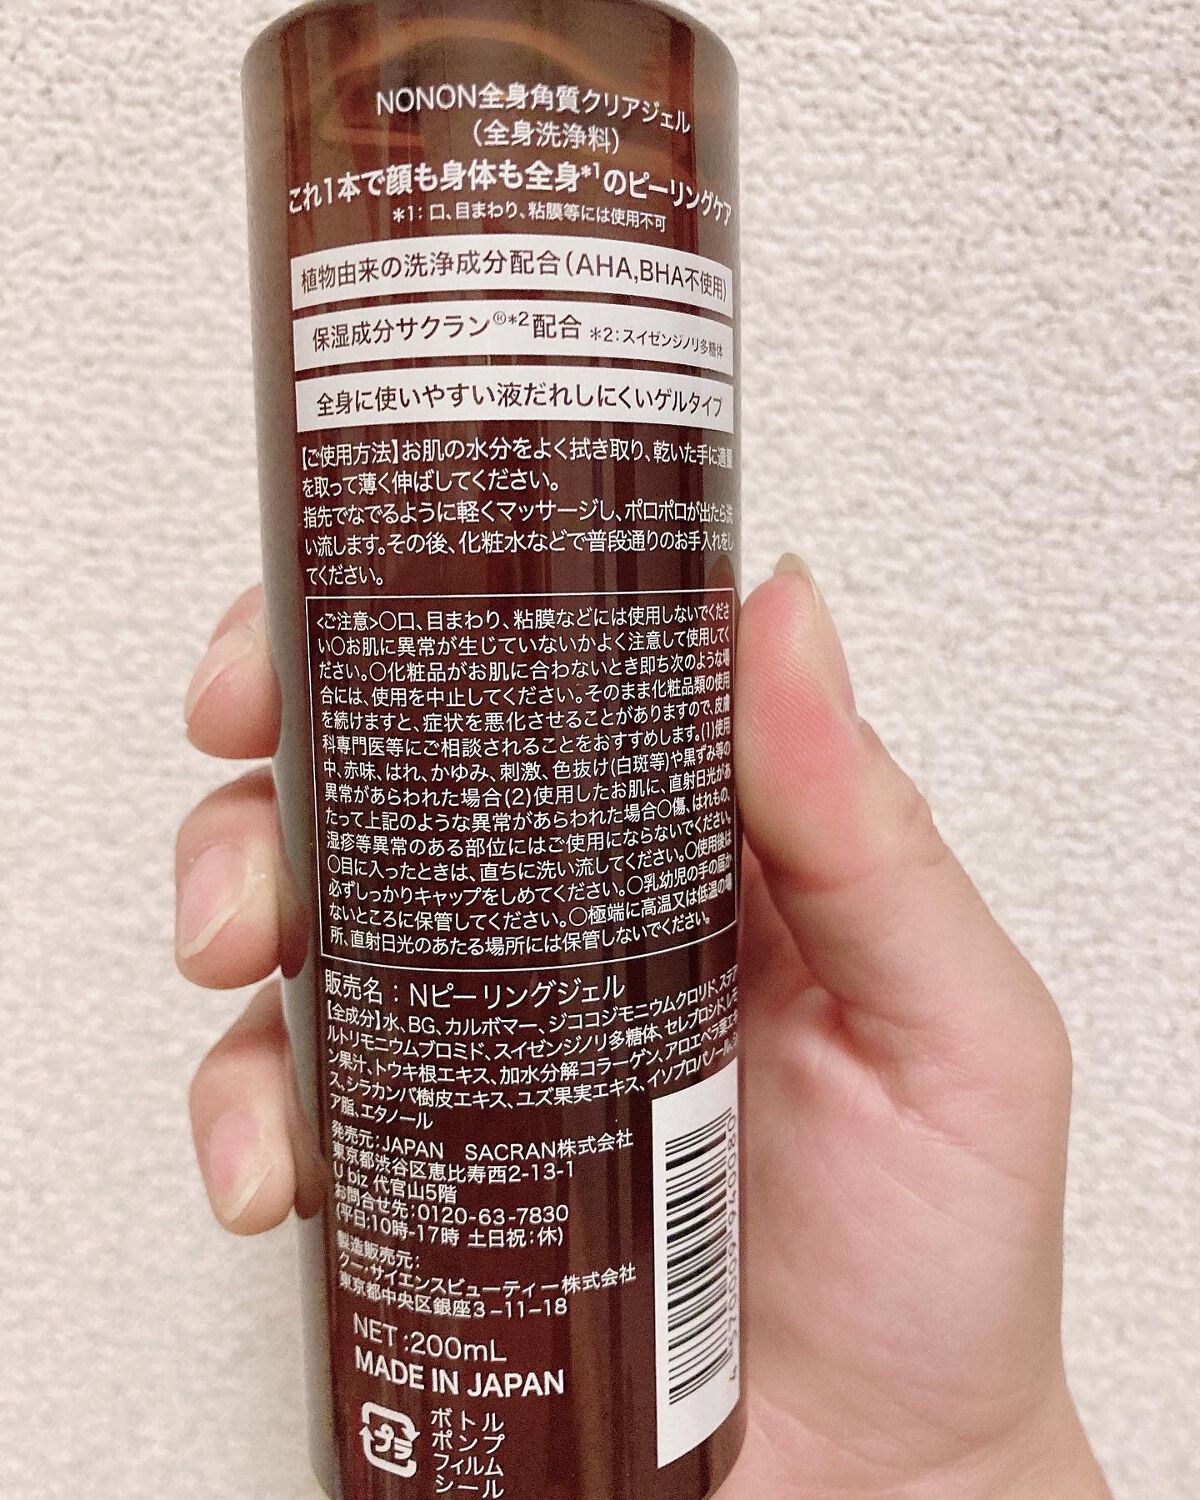 NONON全身角質クリアジェル
(全身洗浄料)
これ1本で顔も身体も全身*1のピーリングケア
*1: 口、目まわり、粘膜等には使用不可
植物由来の洗浄成分配合(AHA,BHA不使用)
保湿成分サクラン®*2配合 *2:スイゼンジノリ多糖体
全身に使いやすい液だれしにくいゲルタイプ
【ご使用方法】お肌の水分をよく拭き取り、乾いた手に適量
を取って薄く伸ばしてください。
指先でなでるように軽くマッサージし、ポロポロが出たら洗
い流します。その後、化粧水などで普段通りのお手入れをし
てください。
<ご注意>〇口、目まわり、粘膜などには使用しないでくださ
い〇お肌に異常が生じていないかよく注意して使用してく
ださい。〇化粧品がお肌に合わないとき即ち次のような場
合には、使用を中止してください。そのまま化粧品類の使用
を続けますと、症状を悪化させることがありますので、皮膚
科専門医等にご相談されることをおすすめします。(1)使用
中、赤味、はれ、かゆみ、刺激、色抜け(白斑等)や黒ずみ等の
異常があらわれた場合(2)使用したお肌に、直射日光があ
たって上記のような異常があらわれた場合〇傷、はれもの、
湿疹等異常のある部位にはご使用にならないでください。
〇目に入ったときは、直ちに洗い流してください。〇使用後は
必ずしっかりキャップをしめてください。〇乳幼児の手の届か
ないところに保管してください。〇極端に高温又は低温の場
所、直射日光のあたる場所には保管しないでください。
販売名：Nピーリングジェル
【全成分】水、BG、カルボマー、ジココジモニウムクロリド、ステア
ルトリモニウムブロミド、スイゼンジノリ多糖体、セレブロシド、レモ
ン果汁、トウキ根エキス、加水分解コラーゲン、アロエベラ葉エキ
ス、シラカンバ樹皮エキス、ユズ果実エキス、イソプロパノール、
ア脂、エタノール
発売元:JAPAN SACRAN株式会社
東京都渋谷区恵比寿西2-13-1
U biz 代官山5階
お問合せ先:0120-63-7830
(平日:10時-17時 土日祝:休)
製造販売元:
クー・サイエンスビューティー株式会社
東京都中央区銀座3-11-18
NET :200mL
MADE IN JAPAN
プラ
ボトル
ポンプ
フィルム
シール